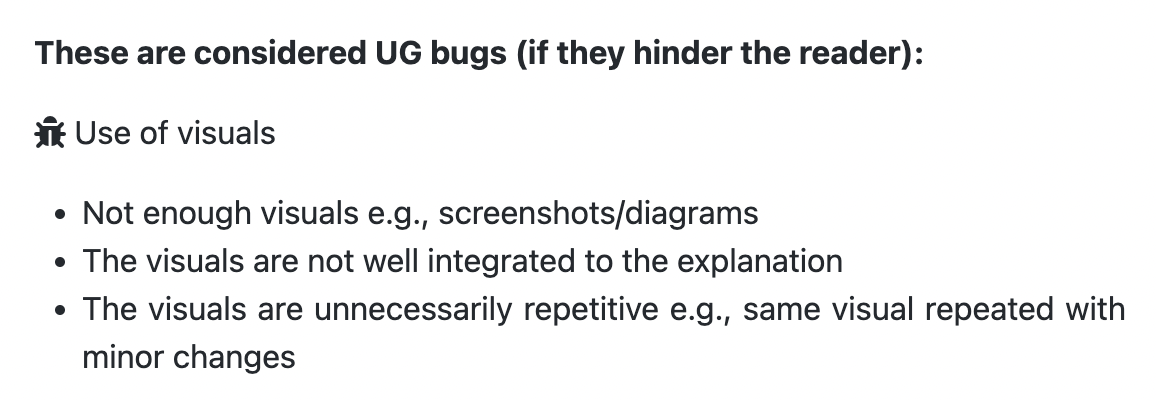 These are considered UG bugs (if they hinder the reader):
Use of visuals
• Not enough visuals e.g., screenshots/diagrams
• The visuals are not well integrated to the explanation
• The visuals are unnecessarily repetitive e.g., same visual repeated with
minor changes